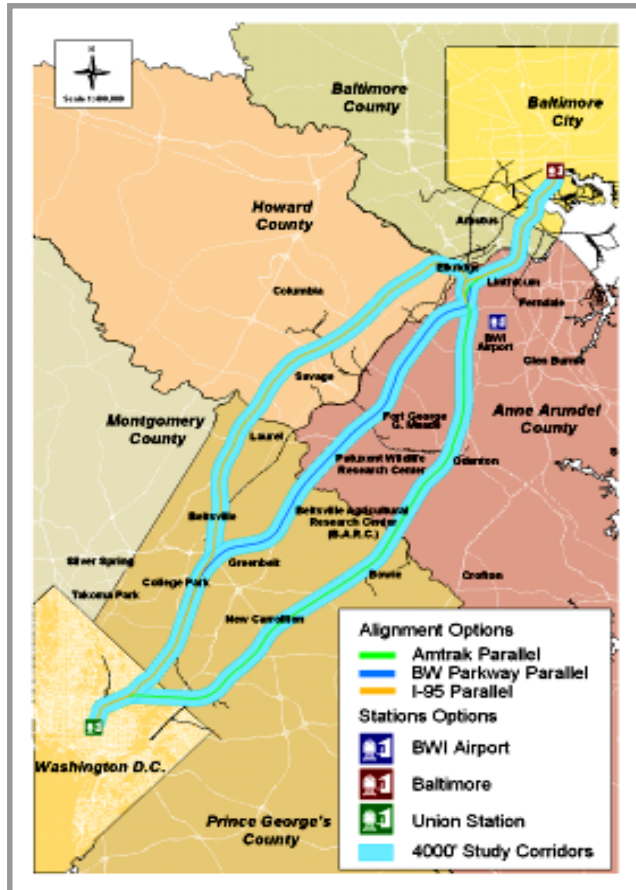 N
Baltimore
County
Baltimore
City
Arbutus
Howard
County
Elkridge
Linthicum
Columbia
Ferndale
BWI
Airport
Savage
Glen Burnie
Montgomery
County
Fort George
G. Meade
Anne Arundel
County
Laurel
Patuxent Wildlife
Research Center
Odenton
Beltsville
Beltsville Agricultural
Research Center
(B.A.R.C.)
Silver Spring
Greenbelt
College Park
Bowie
Crofton
Takoma Park
New Carrollton
Washington D.C.
Prince George's
County
Alignment Options
Amtrak Parallel
BW Parkway Parallel
I-95 Parallel
Stations Options
BWI Airport
Baltimore
Union Station
4000' Study Corridors